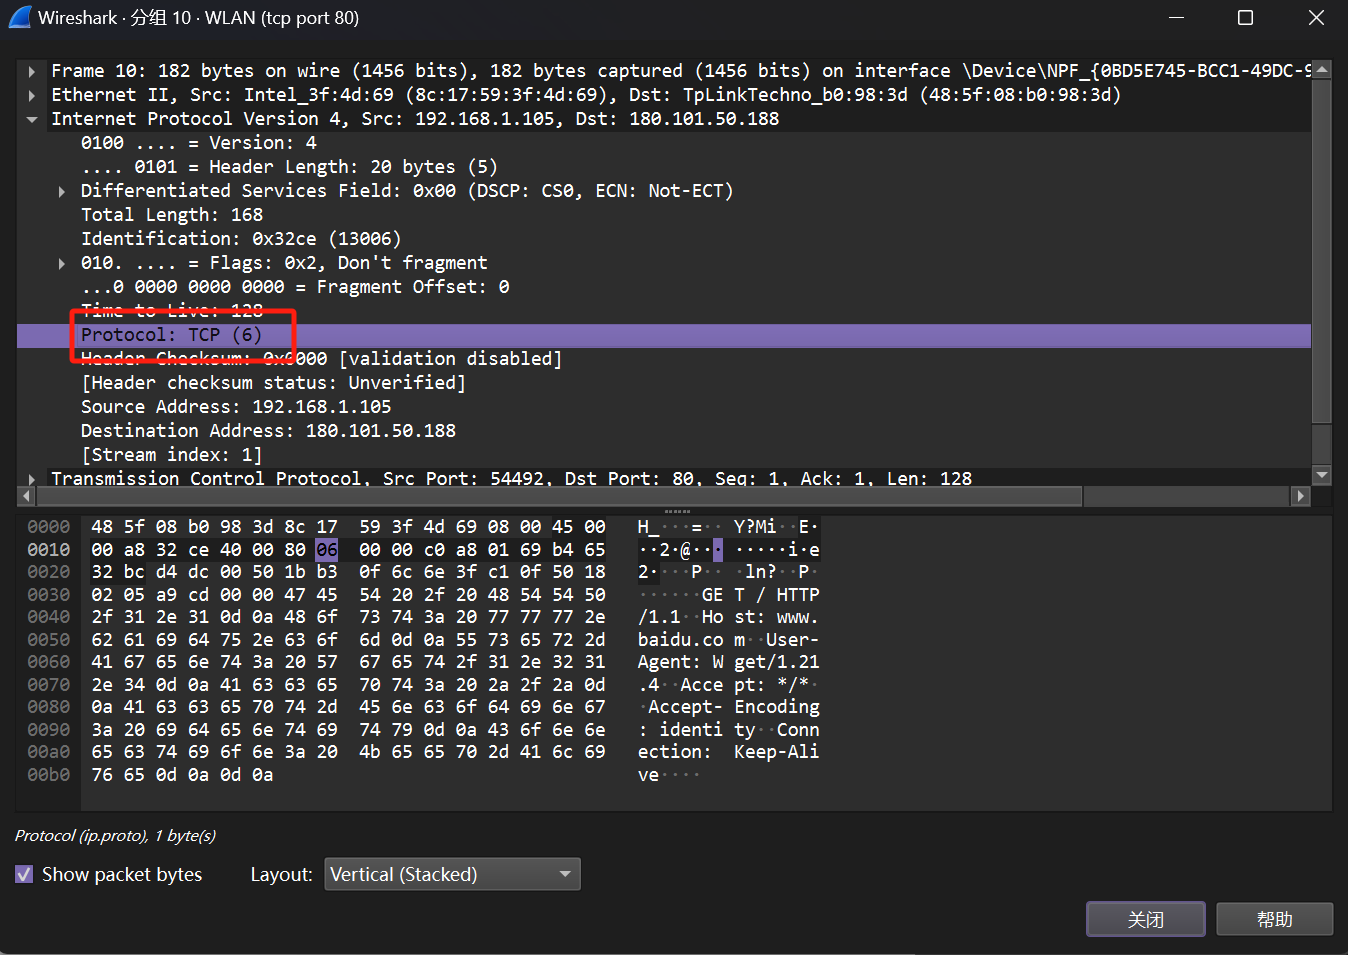 Wireshark · 分组 10 · WLAN (tcp port 80)
Frame 10: 182 bytes on wire (1456 bits), 182 bytes captured (1456 bits) on interface \Device\NPF_{0BD5E745-BCC1-49DC-9
Ethernet II, Src: Intel_3f:4d:69 (8c:17:59:3f:4d:69), Dst: TpLinkTechno_b0:98:3d (48:5f:08:b0:98:3d)
Internet Protocol Version 4, Src: 192.168.1.105, Dst: 180.101.50.188
0100 .... = Version: 4
.... 0101 = Header Length: 20 bytes (5)
Differentiated Services Field: 0x00 (DSCP: CS0, ECN: Not-ECT)
Total Length: 168
Identification: 0x32ce (13006)
010. .... = Flags: 0x2, Don't fragment
...0 0000 0000 0000 = Fragment Offset: 0
Time to Live: 128
Protocol: TCP (6)
Header Checksum: 0x0000 [validation disabled]
[Header checksum status: Unverified]
Source Address: 192.168.1.105
Destination Address: 180.101.50.188
[Stream index: 1]
Transmission Control Protocol, Src Port: 54492, Dst Port: 80, Seq: 1, Ack: 1, Len: 128
0000 48 5f 08 b0 98 3d 8c 17 59 3f 4d 69 08 00 45 00 H_···=·· Y?Mi··E·
0010 00 a8 32 ce 40 00 80 06 00 00 c0 a8 01 69 b4 65 ··2·@··· ·····i·e
0020 32 bc d4 dc 00 50 1b b3 0f 6c 6e 3f c1 0f 50 18 2····P·· ·ln?··P·
0030 02 05 a9 cd 00 00 47 45 54 20 2f 20 48 54 54 50 ······GE T / HTTP
0040 2f 31 2e 31 0d 0a 48 6f 73 74 3a 20 77 77 77 2e /1.1··Ho st: www.
0050 62 61 69 64 75 2e 63 6f 6d 0d 0a 55 73 65 72 2d baidu.co m··User-
0060 41 67 65 6e 74 3a 20 57 67 65 74 2f 31 2e 32 31 Agent: W get/1.21
0070 2e 34 0d 0a 41 63 63 65 70 74 3a 20 2a 2f 2a 0d .4··Acce pt: */*·
0080 0a 41 63 63 65 70 74 2d 45 6e 63 6f 64 69 6e 67 ·Accept- Encoding
0090 3a 20 69 64 65 6e 74 69 74 79 0d 0a 43 6f 6e 6e : identi ty··Conn
00a0 65 63 74 69 6f 6e 3a 20 4b 65 65 70 2d 41 6c 69 ection: Keep-Ali
00b0 76 65 0d 0a 0d 0a ve····
Protocol (ip.proto), 1 byte(s)
Show packet bytes Layout: Vertical (Stacked)
关闭 帮助